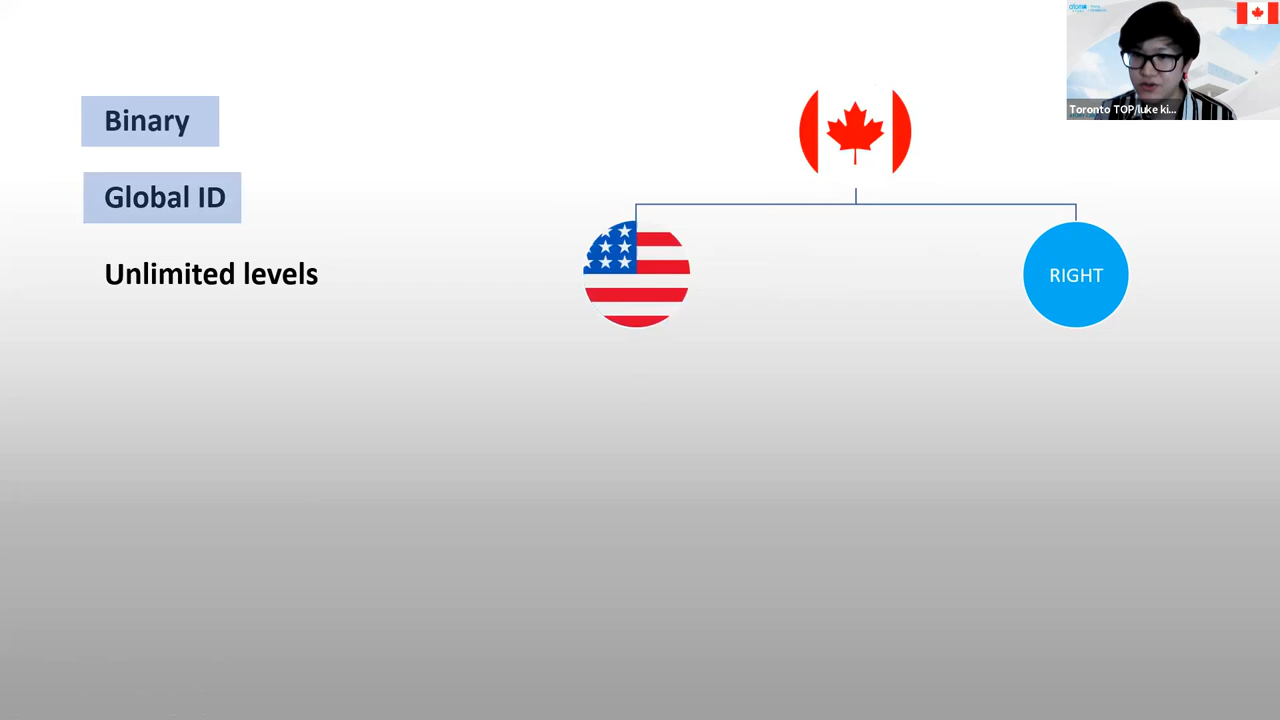 Binary
Global ID
Unlimited levels
RIGHT
Toronto TOP/luke ki...